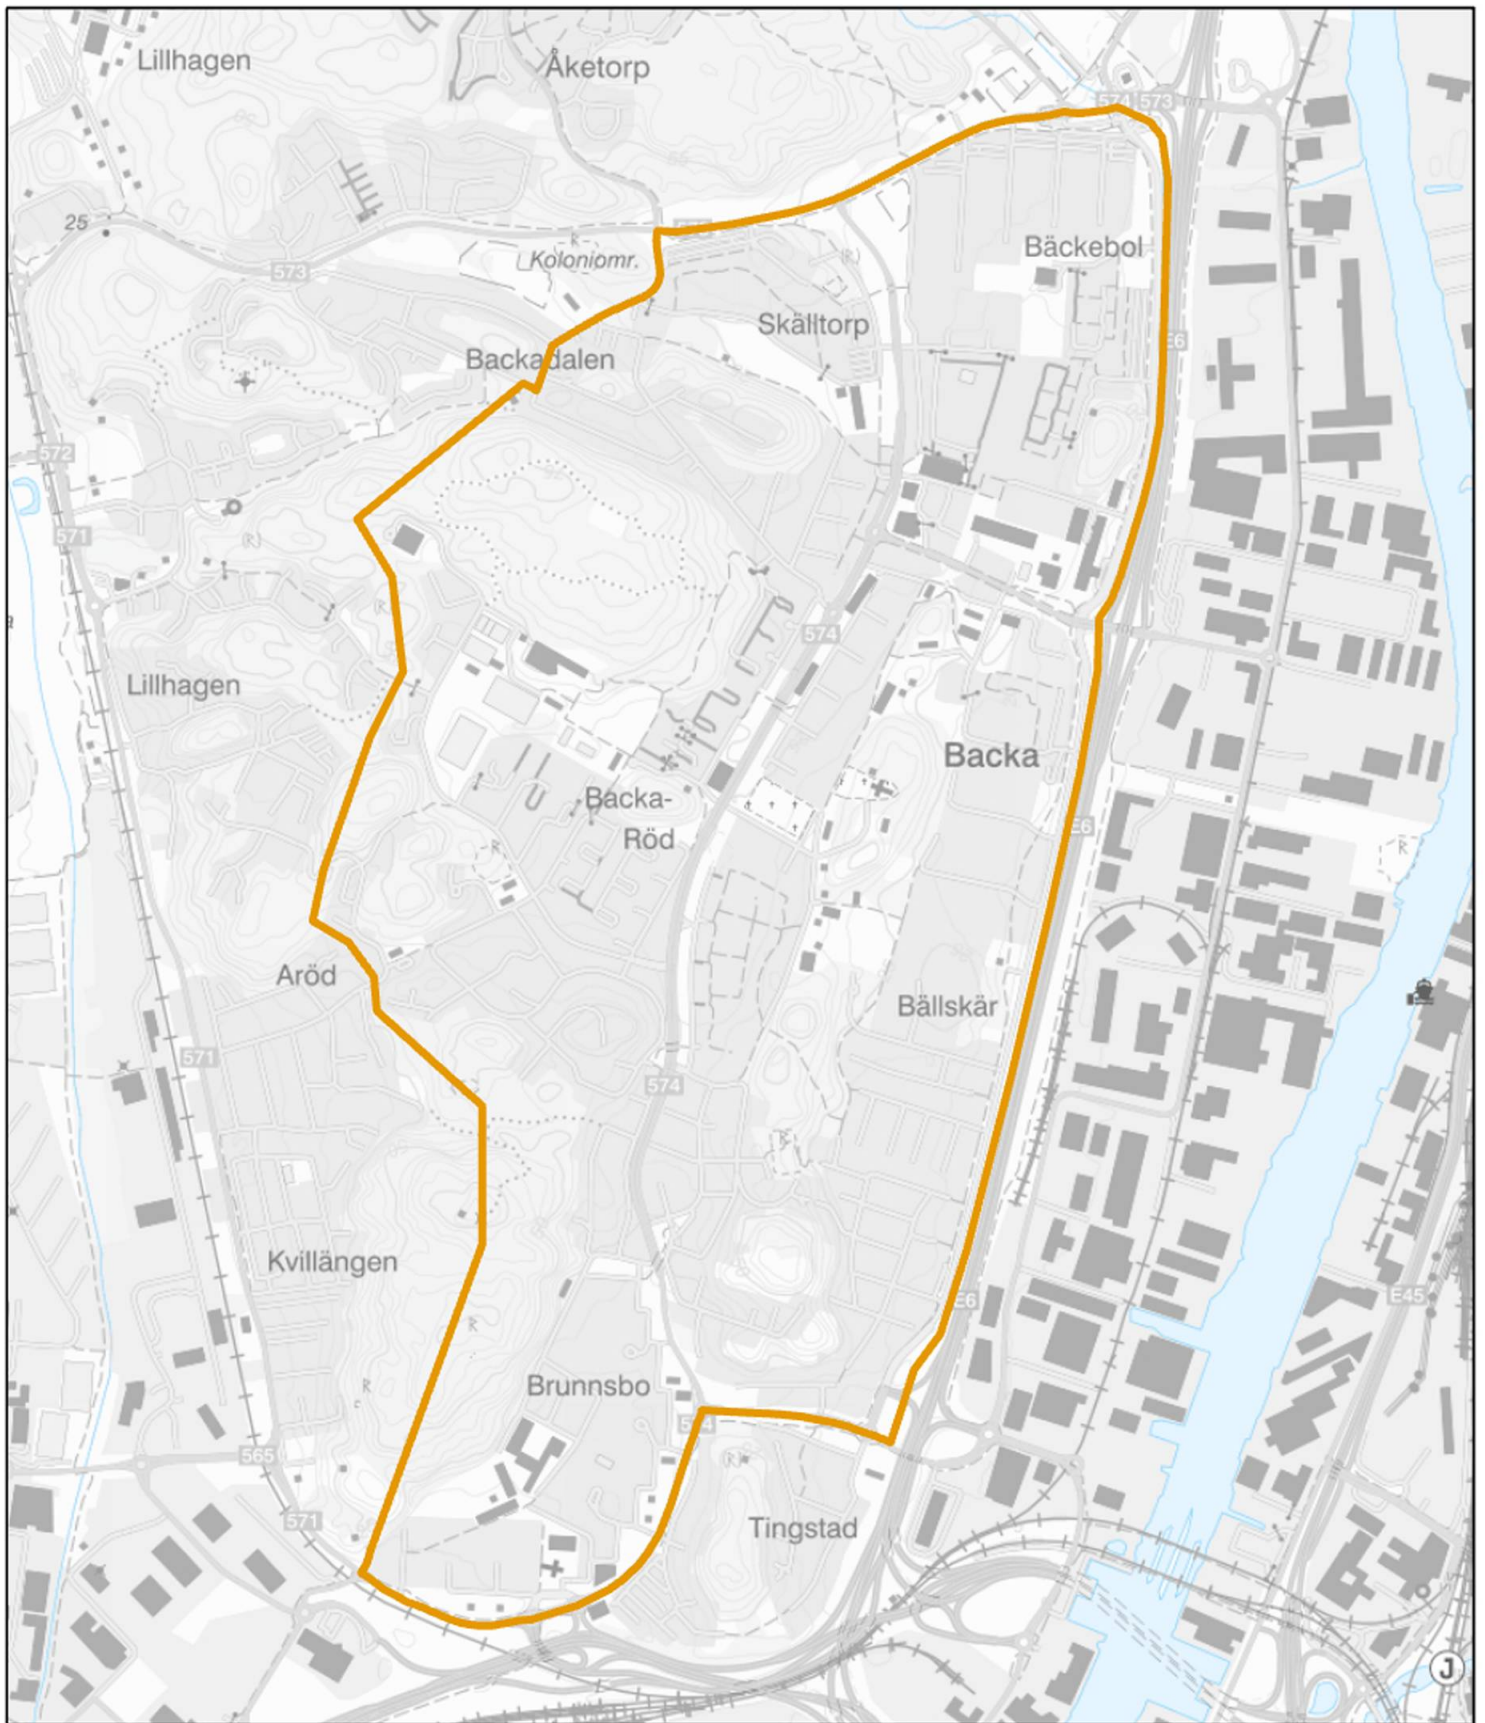 Lillhagen
Åketorp
574
573
25
Koloniomr.
573
Bäckebol
Skälltorp
E6
Backadalen
572
(R)
571
(R)
R
574
Lillhagen
Backa
Backa-
Röd
E6
R
R
Aröd
Bällskär
571
574
R
Kvillängen
E6
E45
R
R
Brunnsbo
565
(R)
571
Tingstad
J